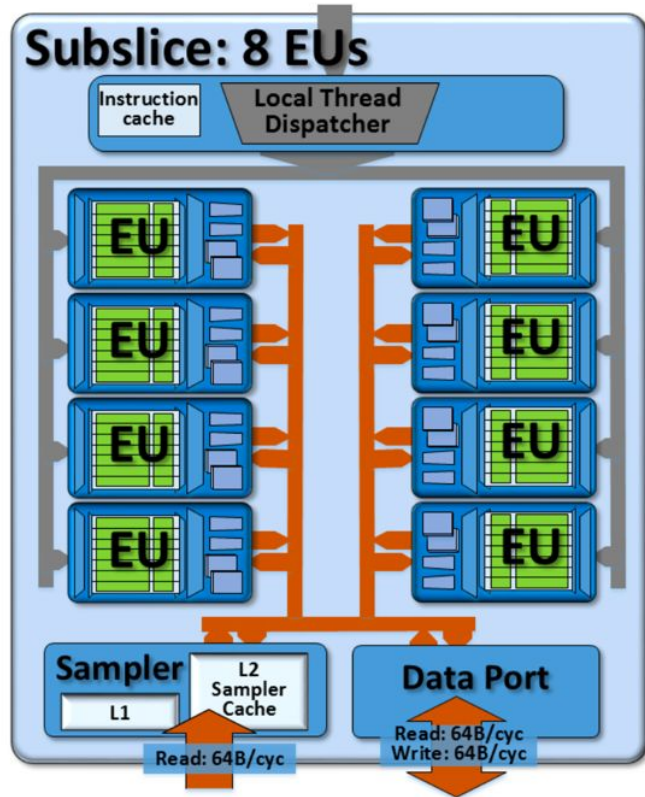 Subslice: 8 EUs
Instruction
cache
Local Thread
Dispatcher
EU
EU
EU
EU
EU
EU
EU
EU
Sampler
L1
L2
Sampler
Cache
Read: 64B/cyc
Data Port
Read: 64B/cyc
Write: 64B/cyc